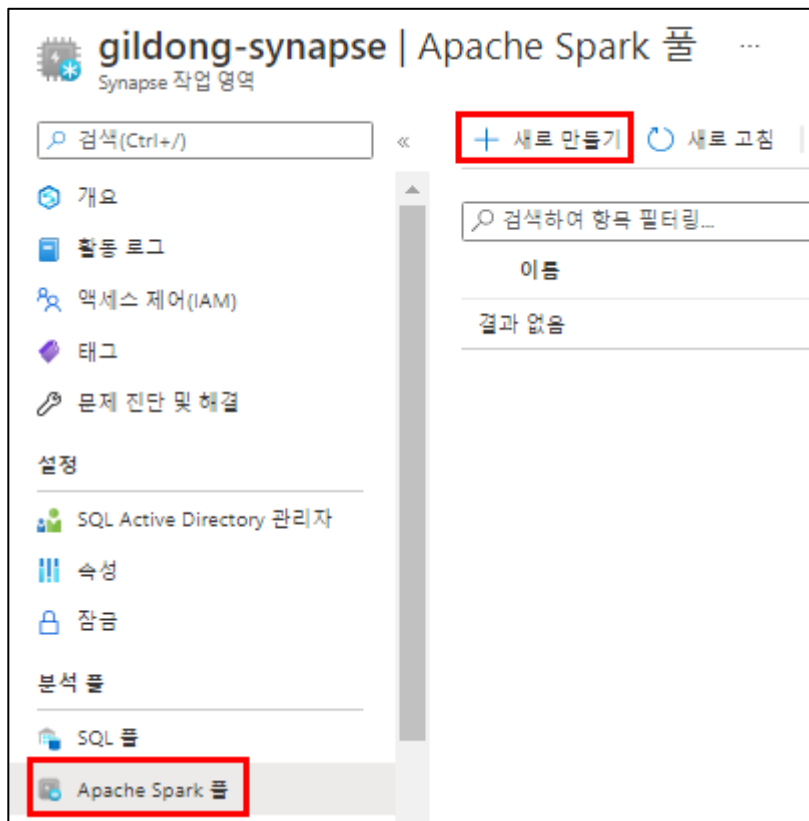 gildong-synapse | Apache Spark 풀 ...
Synapse 작업 영역
검색(Ctrl+/)
«
개요
활동 로그
액세스 제어(IAM)
태그
문제 진단 및 해결
설정
SQL Active Directory 관리자
속성
잠금
분석 풀
SQL 풀
Apache Spark 풀
+ 새로 만들기 새로 고침
검색하여 항목 필터링...
이름
결과 없음